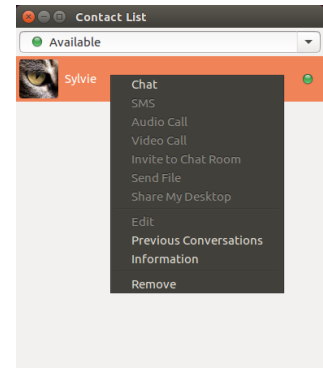 Contact List
Available
Sylvie
Chat
SMS
Audio Call
Video Call
Invite to Chat Room
Send File
Share My Desktop
Edit
Previous Conversations
Information
Remove